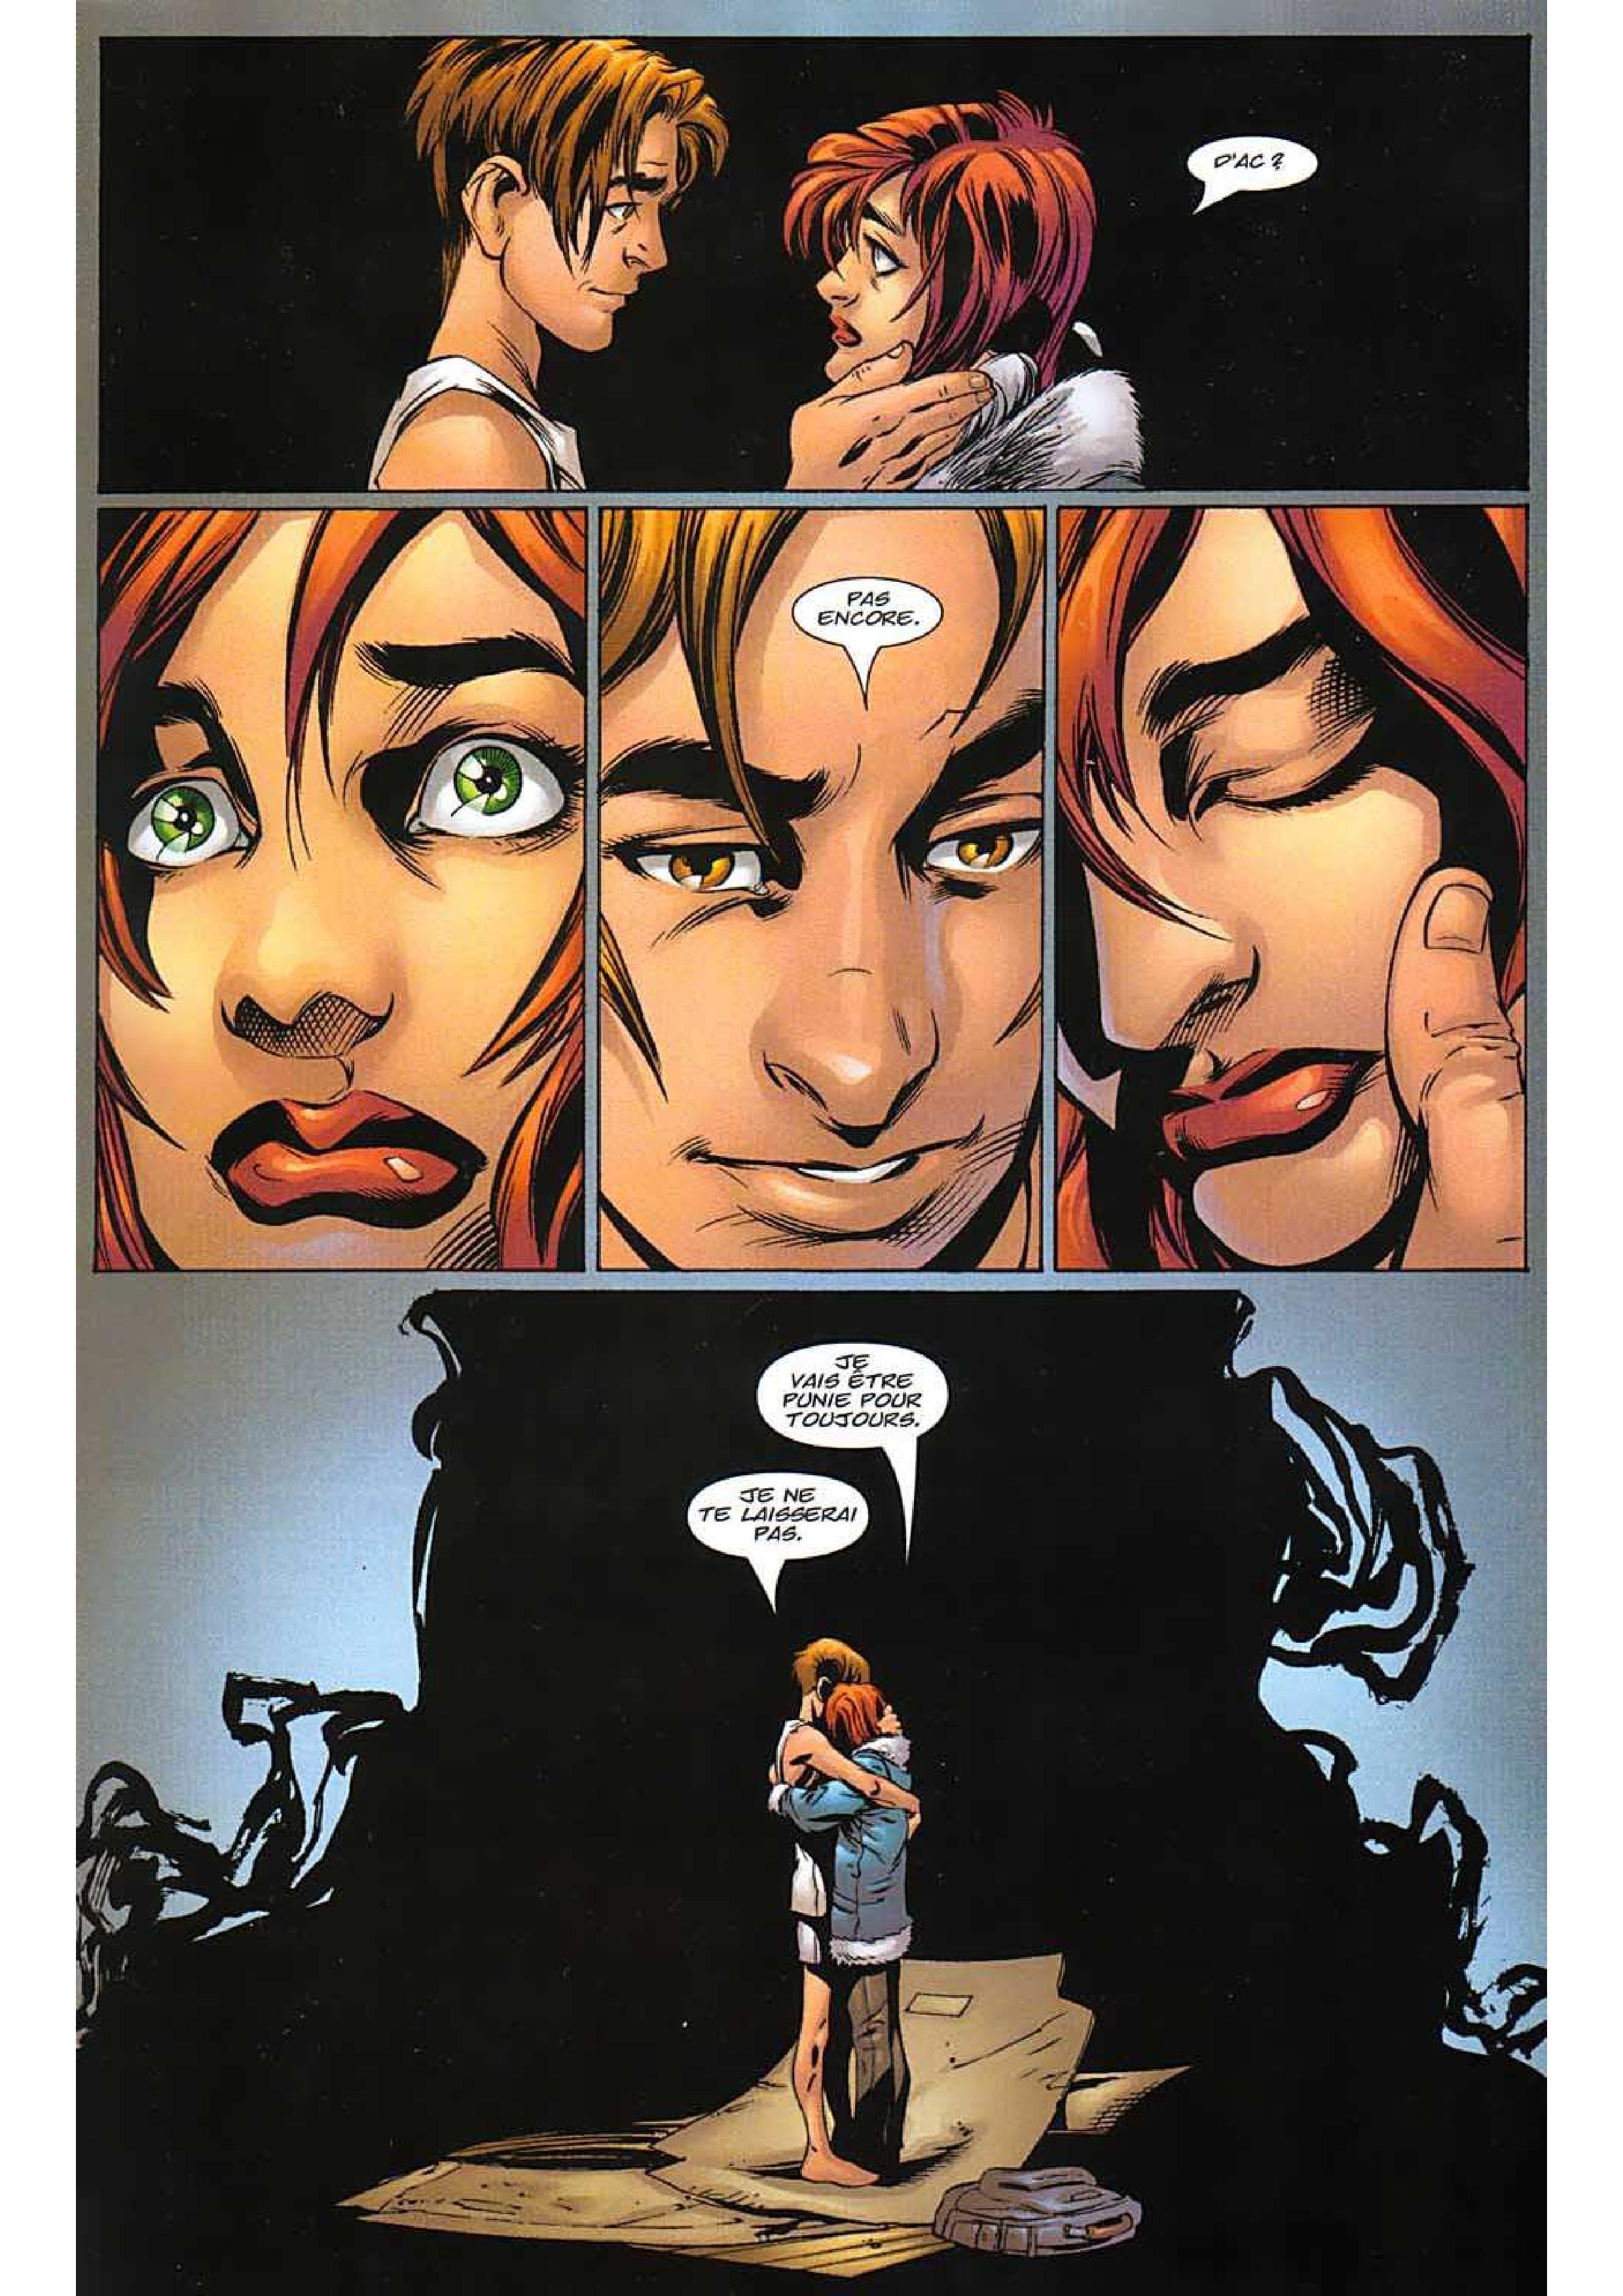 D'AC ?
PAS
ENCORE.
JE
VAIS ÊTRE
PUNIE POUR
TOUJOURS.
JE NE
TE LAISSERAI
PAS.